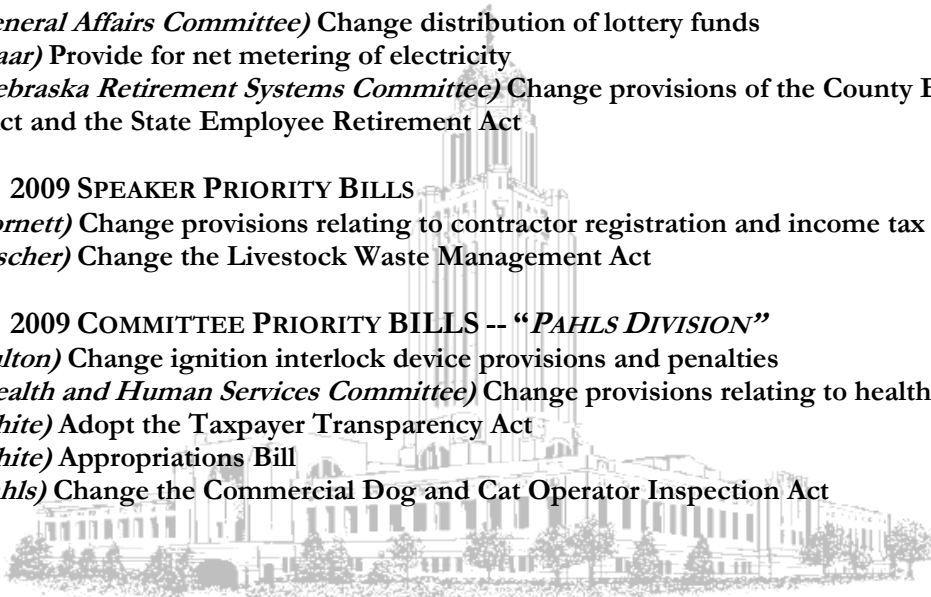 eneral Affairs Committee) Change distribution of lottery funds
aar) Provide for net metering of electricity
ebraska Retirement Systems Committee) Change provisions of the County E
ct and the State Employee Retirement Act
2009 SPEAKER PRIORITY BILLS
ornett) Change provisions relating to contractor registration and income tax
scher) Change the Livestock Waste Management Act
2009 COMMITTEE PRIORITY BILLS -- “PAHLS DIVISION”
ulton) Change ignition interlock device provisions and penalties
ealth and Human Services Committee) Change provisions relating to health
hite) Adopt the Taxpayer Transparency Act
hite) Appropriations Bill
ahls) Change the Commercial Dog and Cat Operator Inspection Act